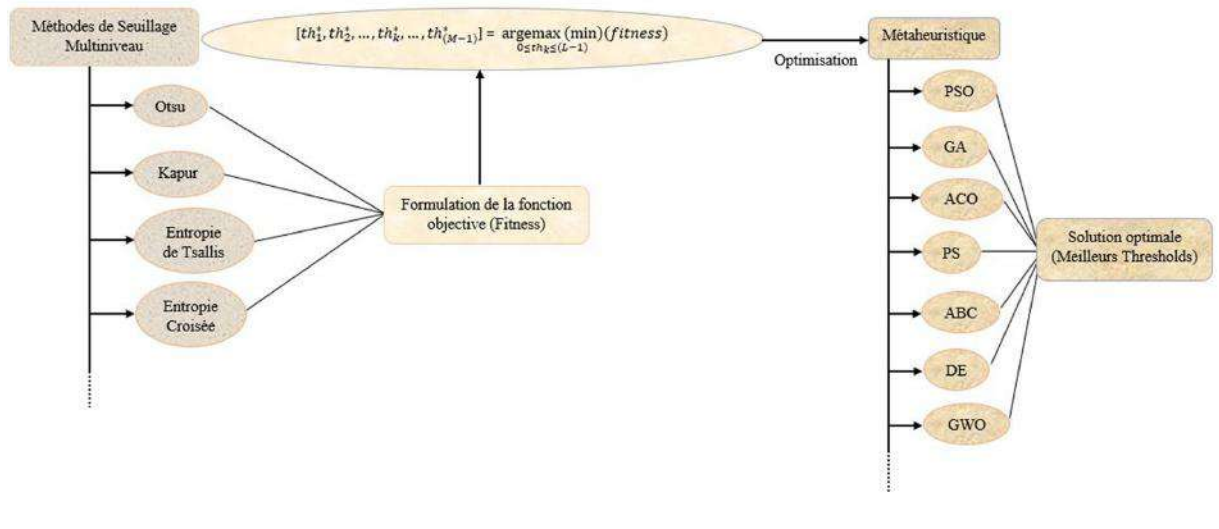 Méthodes de Seuillage
Multiniveau
[th₁*, th₂*, ..., thₖ*, ..., th*₍M₋₁₎] = argemax (min)(fitness)
0≤thₖ≤(L−1)
Optimisation
Métaheuristique
Otsu
Kapur
Entropie
de Tsallis
Entropie
Croisée
Formulation de la fonction
objective (Fitness)
PSO
GA
ACO
PS
ABC
DE
GWO
Solution optimale
(Meilleurs Thresholds)